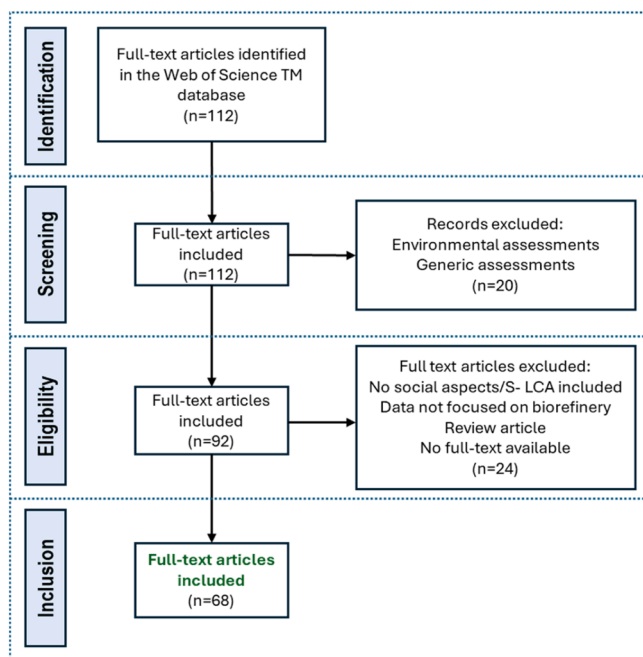 Identification
Full-text articles identified
in the Web of Science TM
database
(n=112)
Screening
Full-text articles
included
(n=112)
Records excluded:
Environmental assessments
Generic assessments
(n=20)
Eligibility
Full-text articles
included
(n=92)
Full text articles excluded:
No social aspects/S- LCA included
Data not focused on biorefinery
Review article
No full-text available
(n=24)
Inclusion
Full-text articles
included
(n=68)